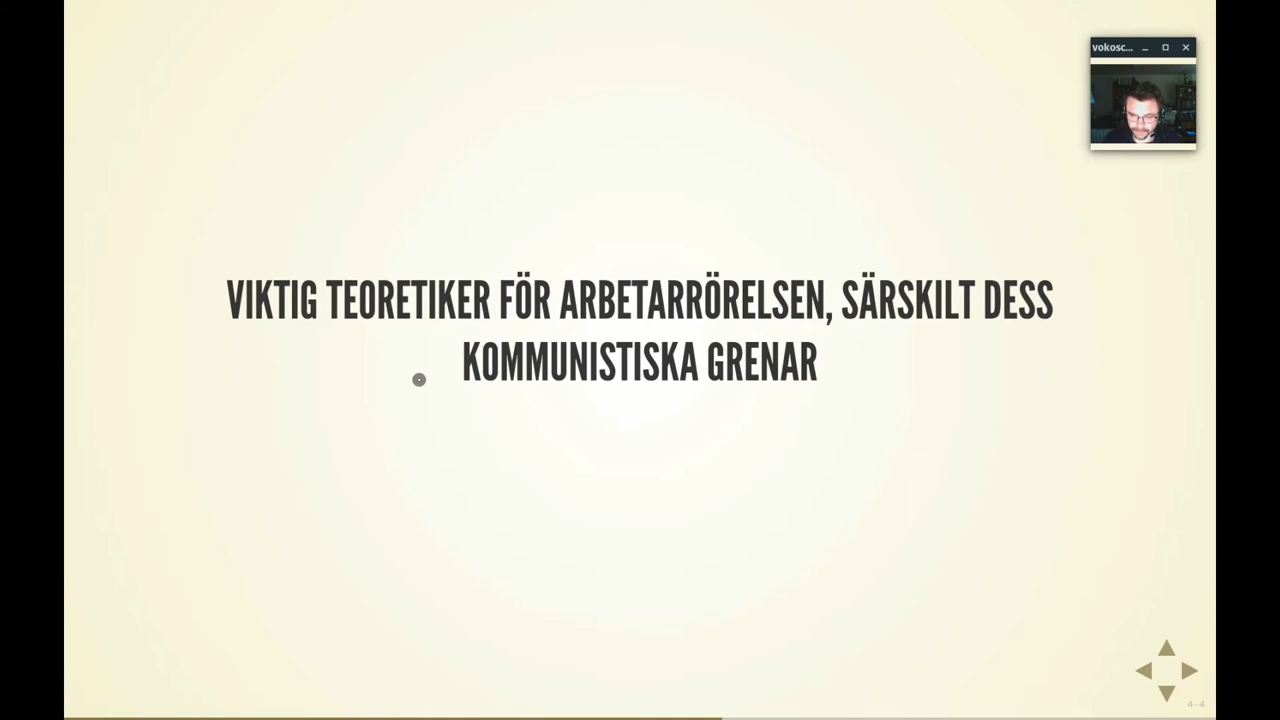 vokosc...
VIKTIG TEORETIKER FÖR ARBETARRÖRELSEN, SÄRSKILT DESS
KOMMUNISTISKA GRENAR
4-4